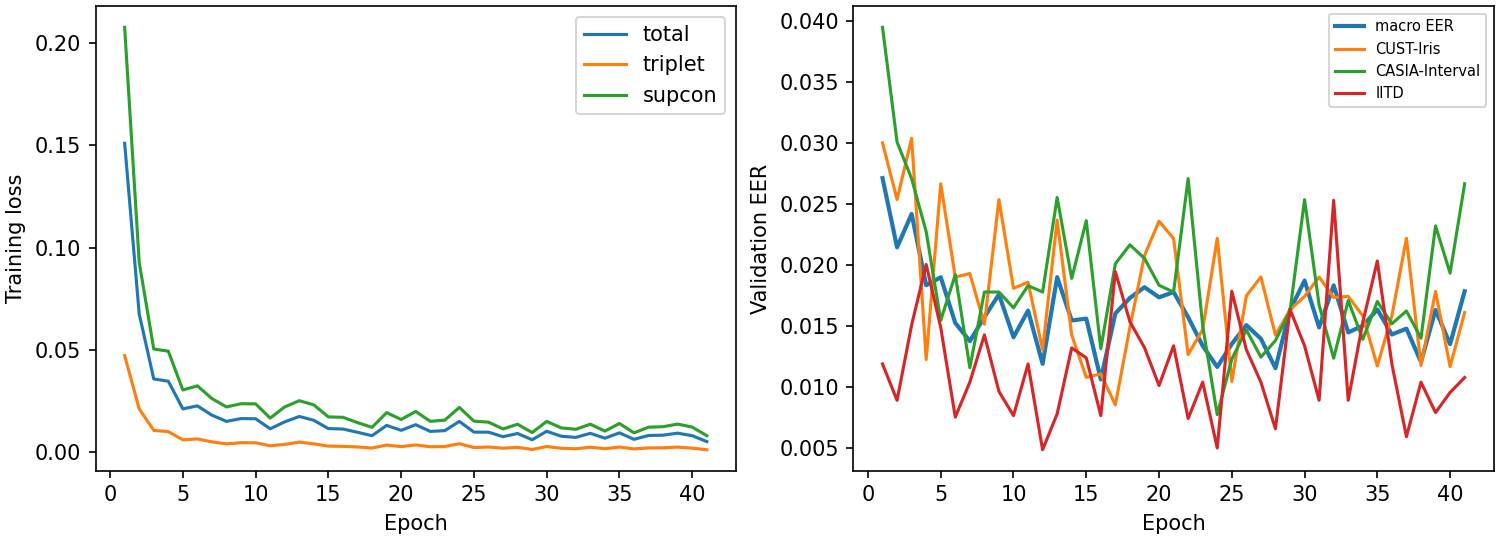 total
triplet
supcon
0.20
0.15
0.10
0.05
0.00
Training loss
0 5 10 15 20 25 30 35 40
Epoch
macro EER
CUST-Iris
CASIA-Interval
IITD
0.040
0.035
0.030
0.025
0.020
0.015
0.010
0.005
Validation EER
0 5 10 15 20 25 30 35 40
Epoch